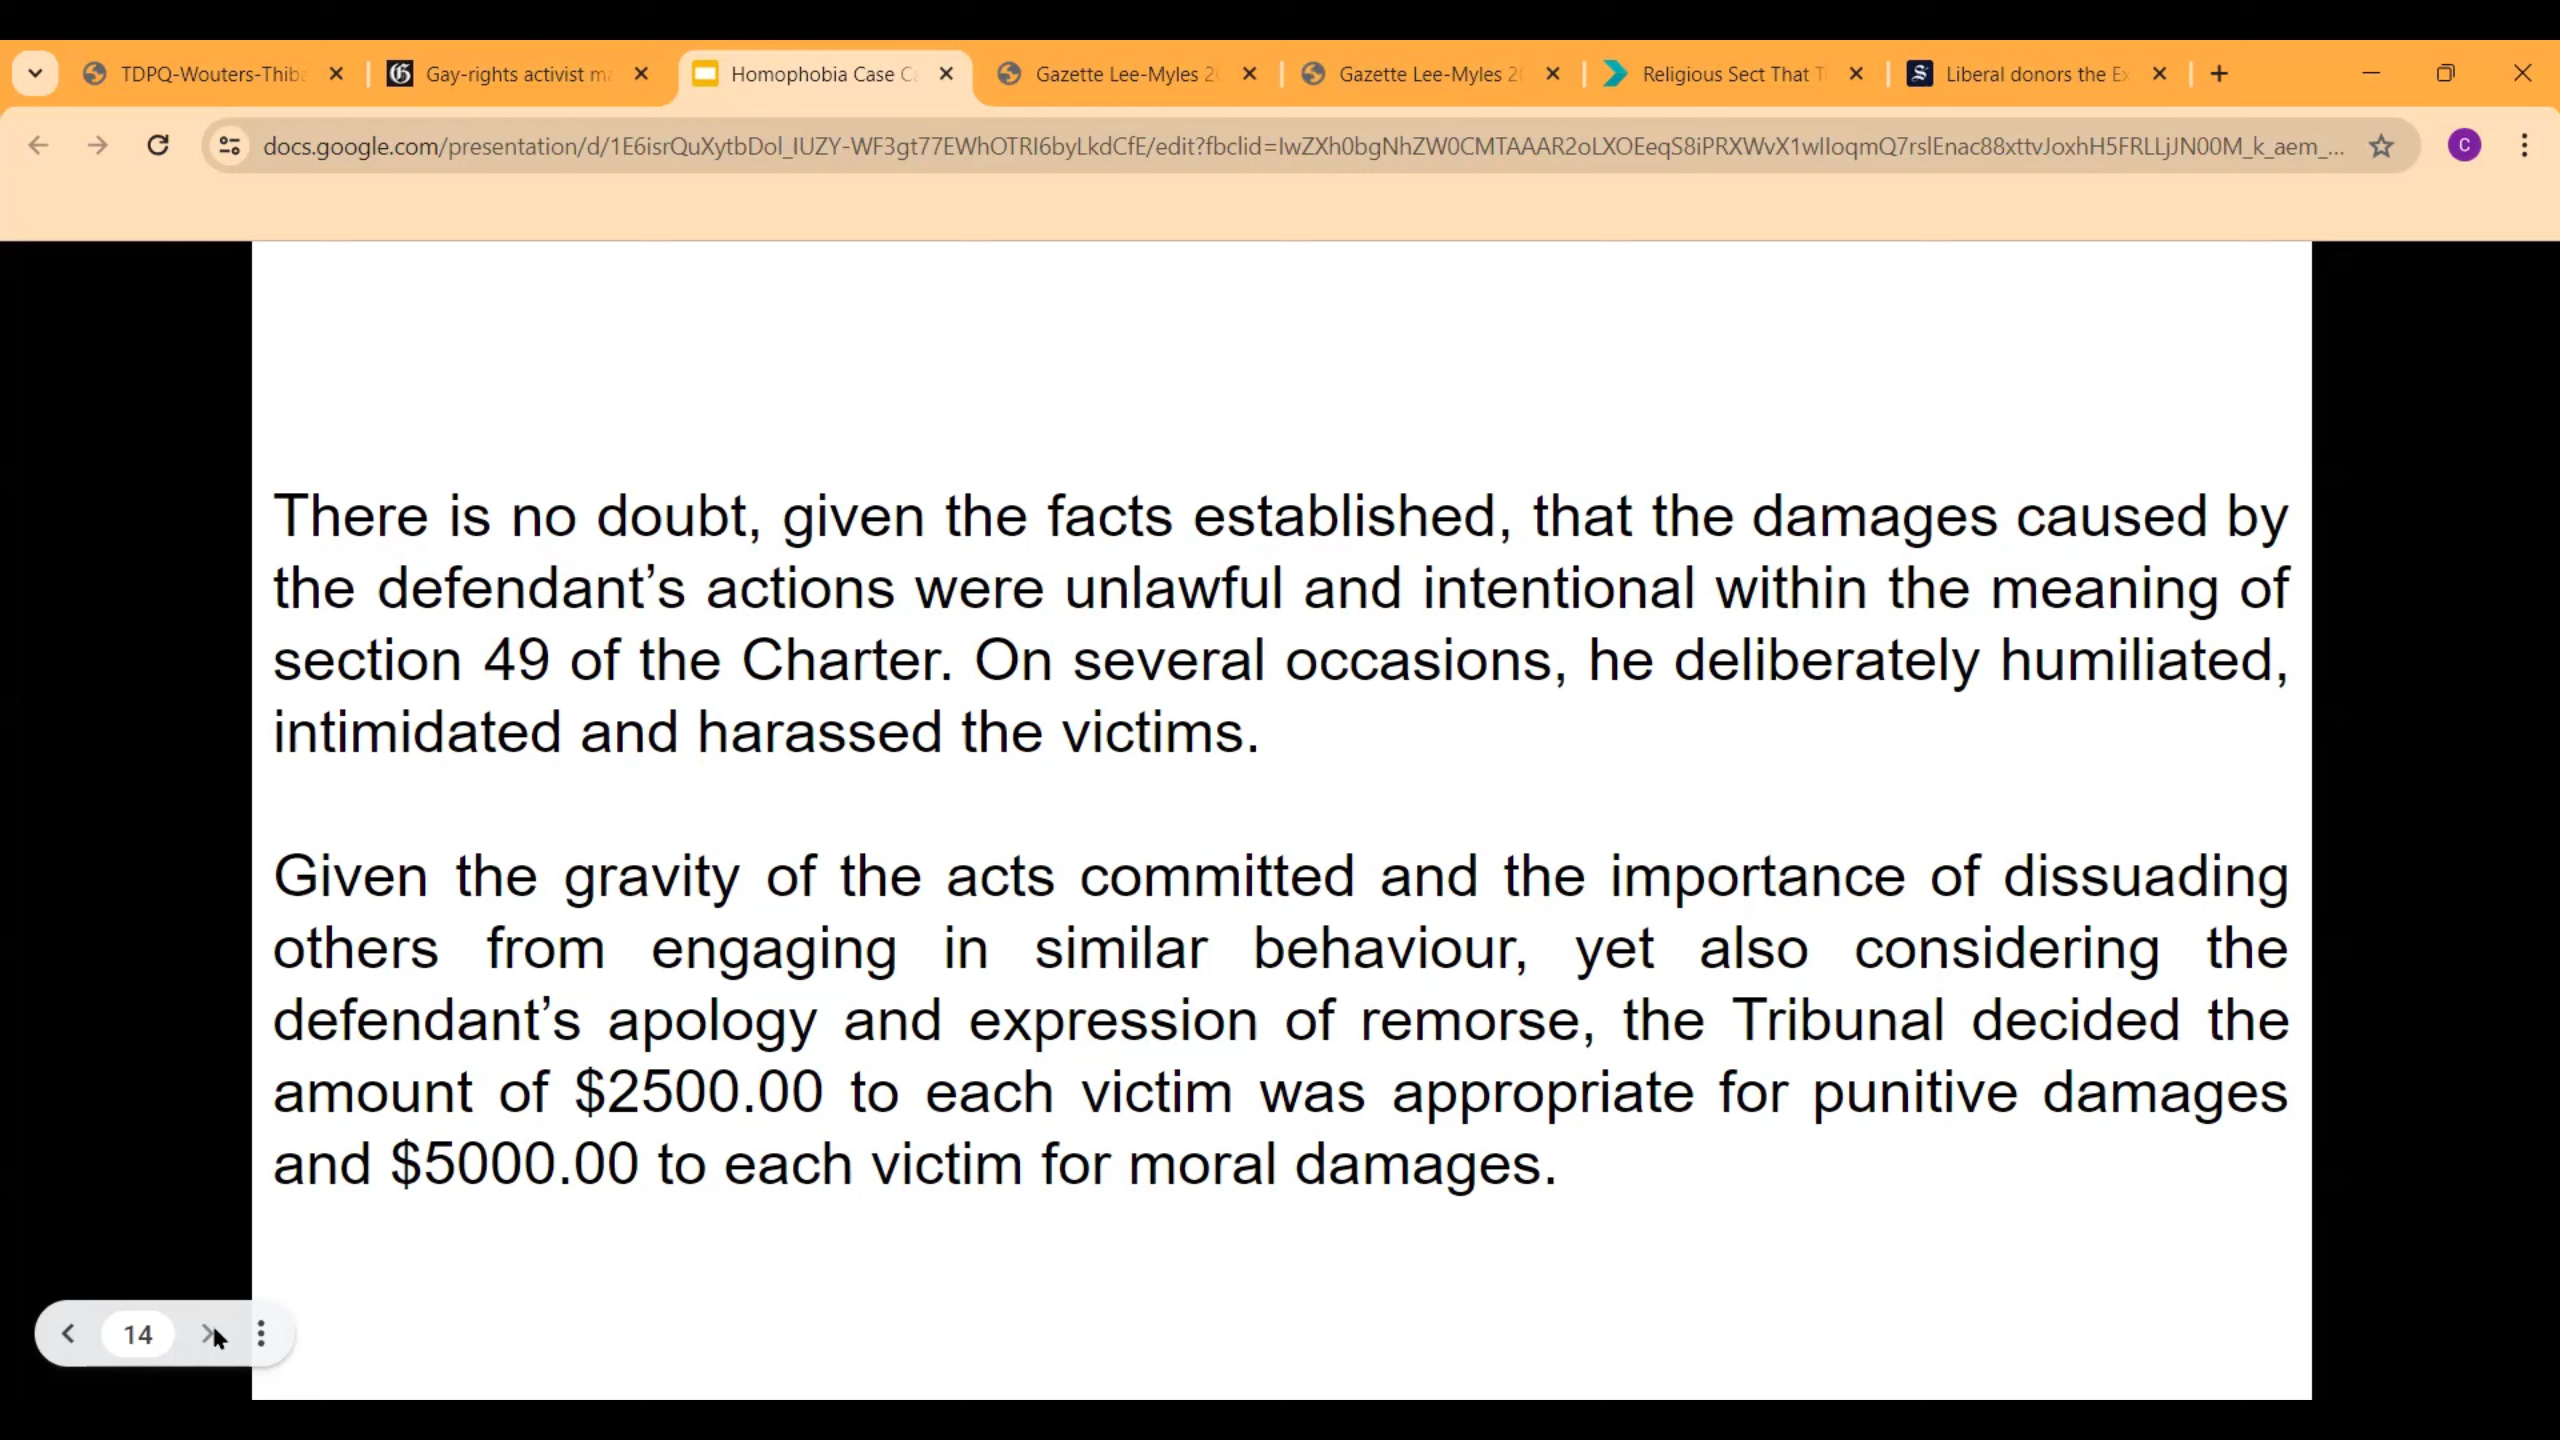 TDPQ-Wouters-Thiba
Gay-rights activist ma
Homophobia Case C
Gazette Lee-Myles 2
Gazette Lee-Myles 2
Religious Sect That T
Liberal donors the Ex
docs.google.com/presentation/d/1E6isrQuXytbDol_IUZY-WF3gt77EWhOTRI6byLkdCfE/edit?fbclid=IwZXh0bgNhZW0CMTAAAR2oLXOEeqS8iPRXWvX1wIIoqmQ7rslEnac88xttvJoxhH5FRLLjJN00M_k_aem_...
C
There is no doubt, given the facts established, that the damages caused by
the defendant’s actions were unlawful and intentional within the meaning of
section 49 of the Charter. On several occasions, he deliberately humiliated,
intimidated and harassed the victims.
Given the gravity of the acts committed and the importance of dissuading
others from engaging in similar behaviour, yet also considering the
defendant’s apology and expression of remorse, the Tribunal decided the
amount of $2500.00 to each victim was appropriate for punitive damages
and $5000.00 to each victim for moral damages.
14